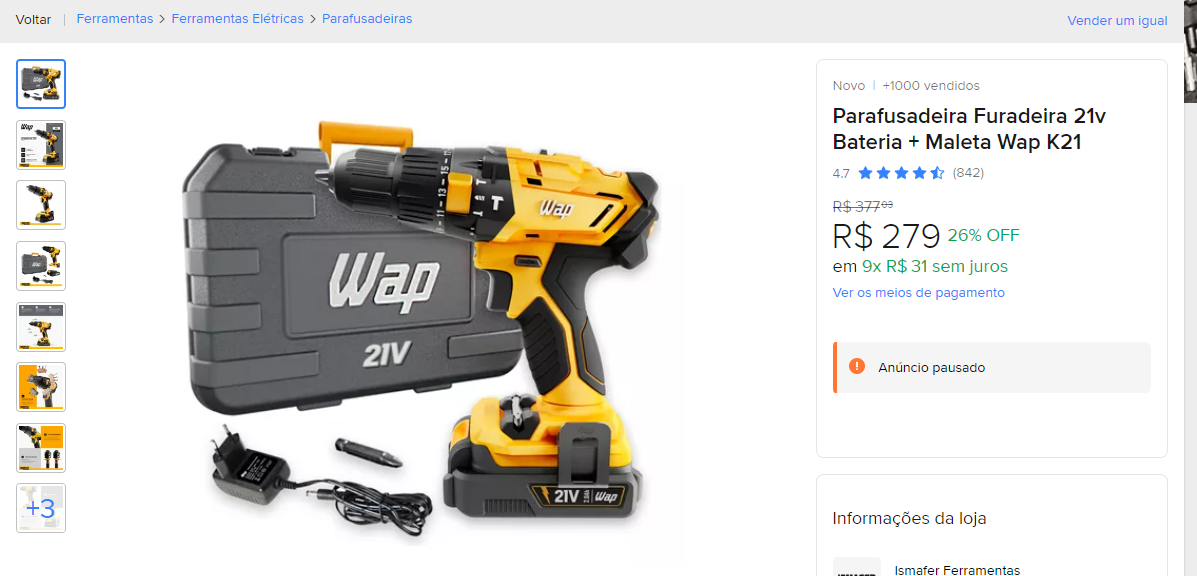 Voltar | Ferramentas > Ferramentas Elétricas > Parafusadeiras
Vender um igual
Novo | +1000 vendidos
Parafusadeira Furadeira 21v
Bateria + Maleta Wap K21
4.7 (842)
R$ 377 03
R$ 279 26% OFF
em 9x R$ 31 sem juros
Ver os meios de pagamento
Anúncio pausado
Informações da loja
Ismafer Ferramentas
+3
Wap
21V
Wap
11 13 15 17
21V 2.0Ah Wap
Wap